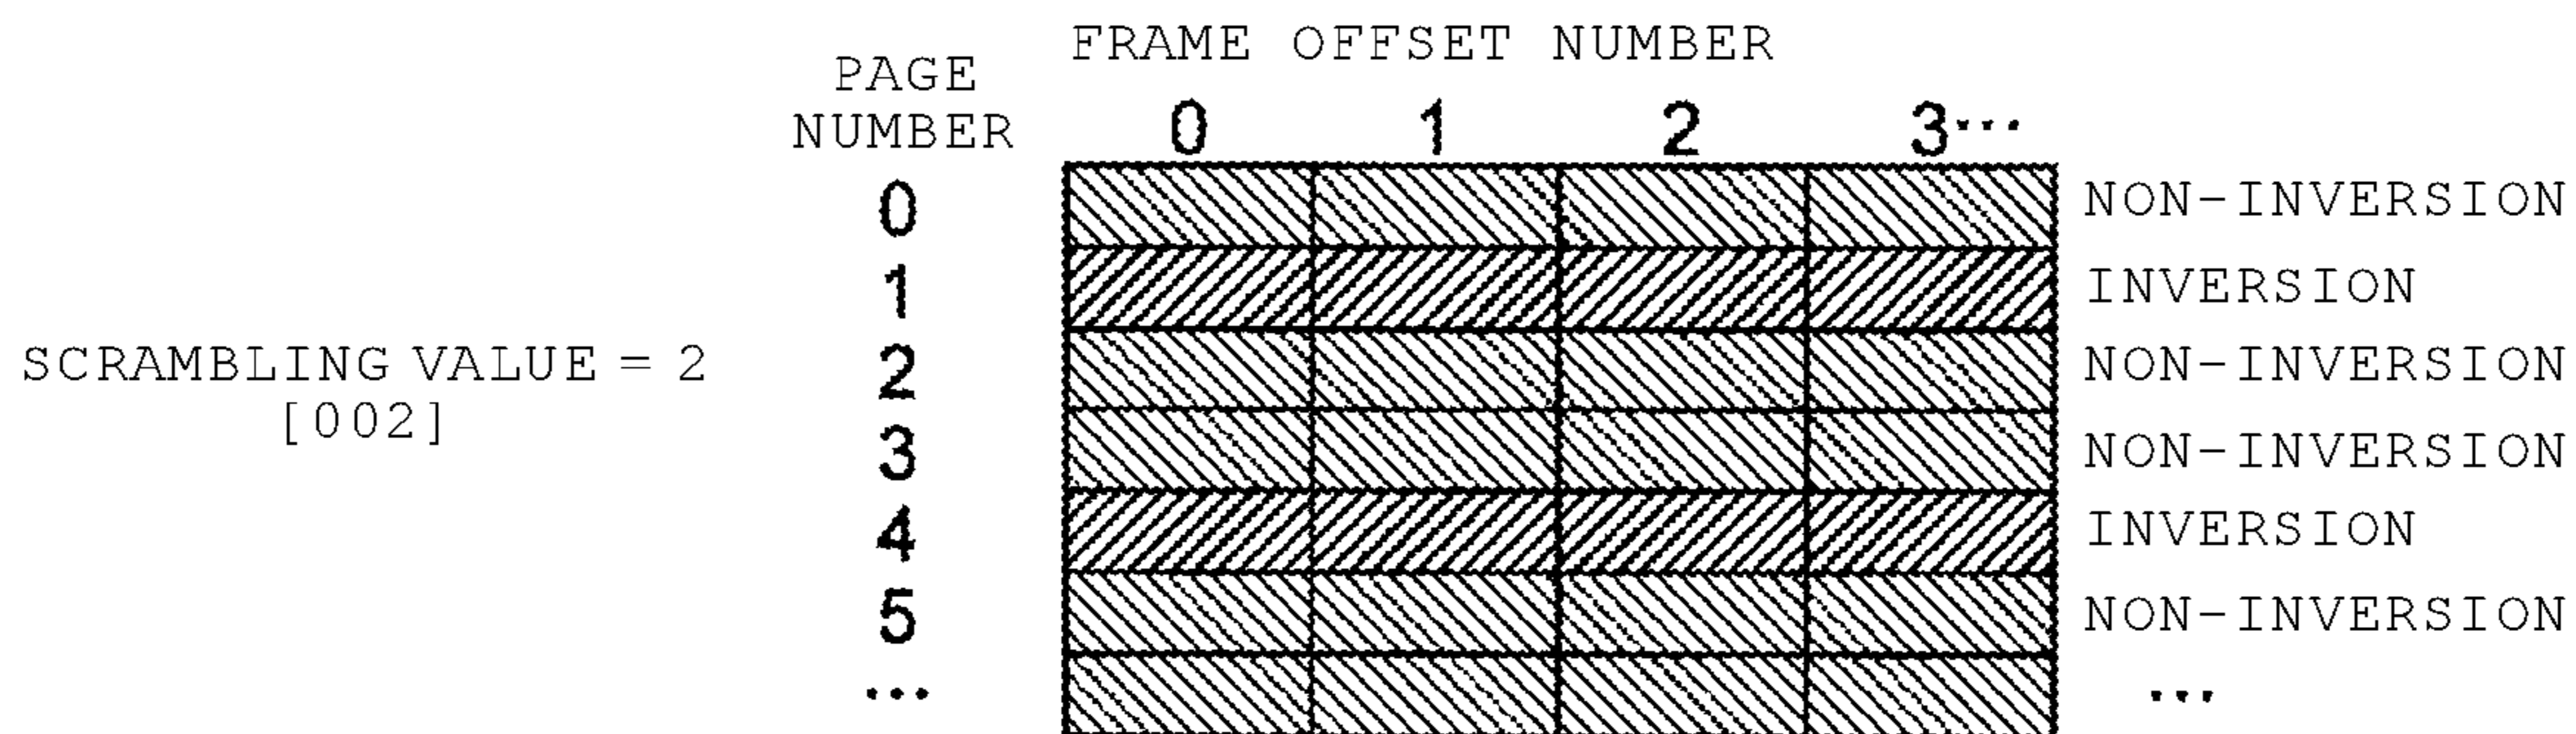 FRAME OFFSET NUMBER
PAGE
NUMBER
0 1 2 3···
0 NON-INVERSION
1 INVERSION
SCRAMBLING VALUE = 2
[002]
2 NON-INVERSION
3 NON-INVERSION
4 INVERSION
5 NON-INVERSION
··· ···